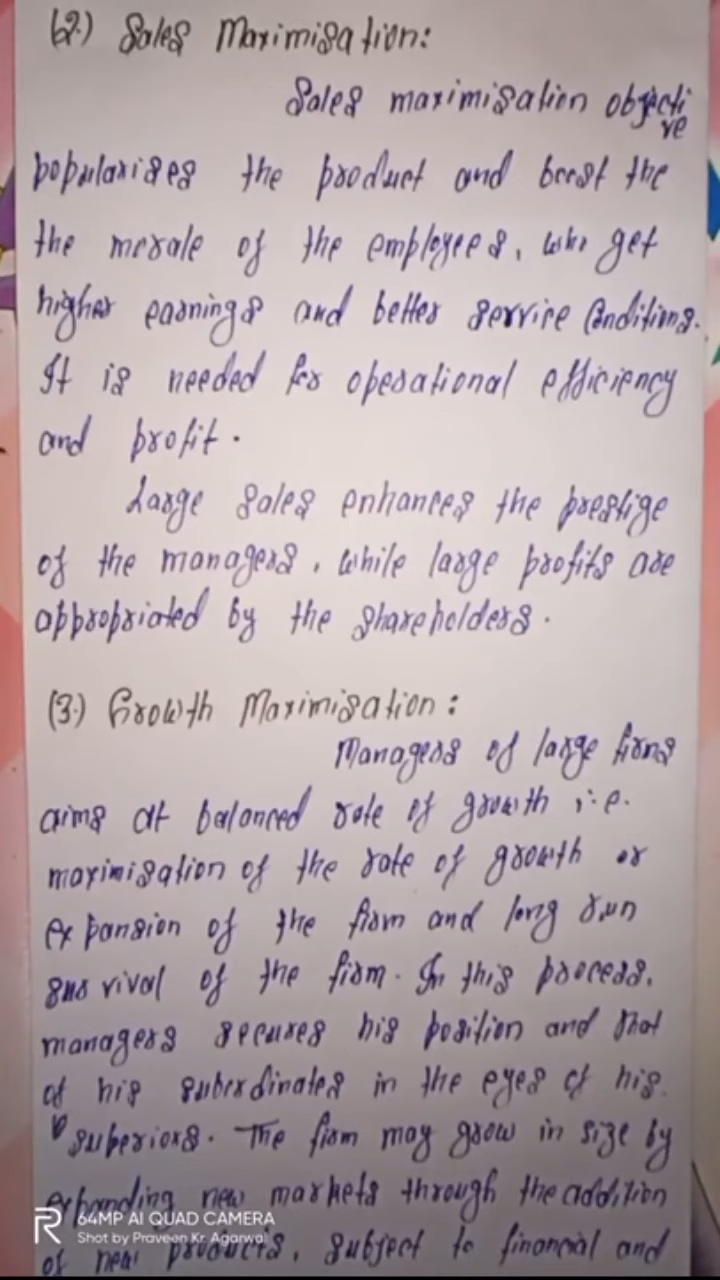 (2.) Sales Maximisation:
Sales maximisation objective
popularises the product and boost the
the morale of the employees, who get
higher earnings and better service Conditions.
It is needed for operational efficiency
and profit.
Large sales enhances the prestige
of the managers, while large profits are
appropriated by the shareholders.
(3.) Growth Maximisation:
Managers of large firms
aims at balanced rate of growth i.e.
maximisation of the rate of growth or
expansion of the firm and long run
survival of the firm. In this process,
managers secures his position and that
of his subordinates in the eyes of his
superiors. The firm may grow in size by
expanding new markets through the addition
of new products, subject to financial and
64MP AI QUAD CAMERA
Shot by Praveen Kr. Agarwal